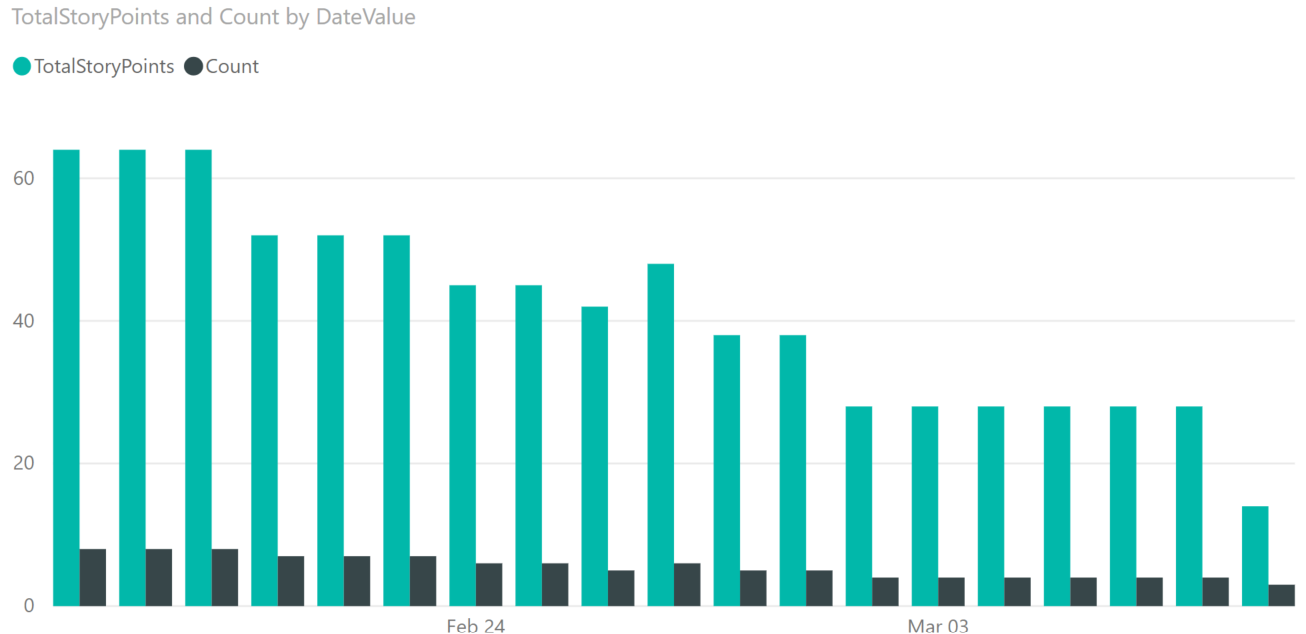 TotalStoryPoints and Count by DateValue
TotalStoryPoints Count
60
40
20
0
Feb 24 Mar 03